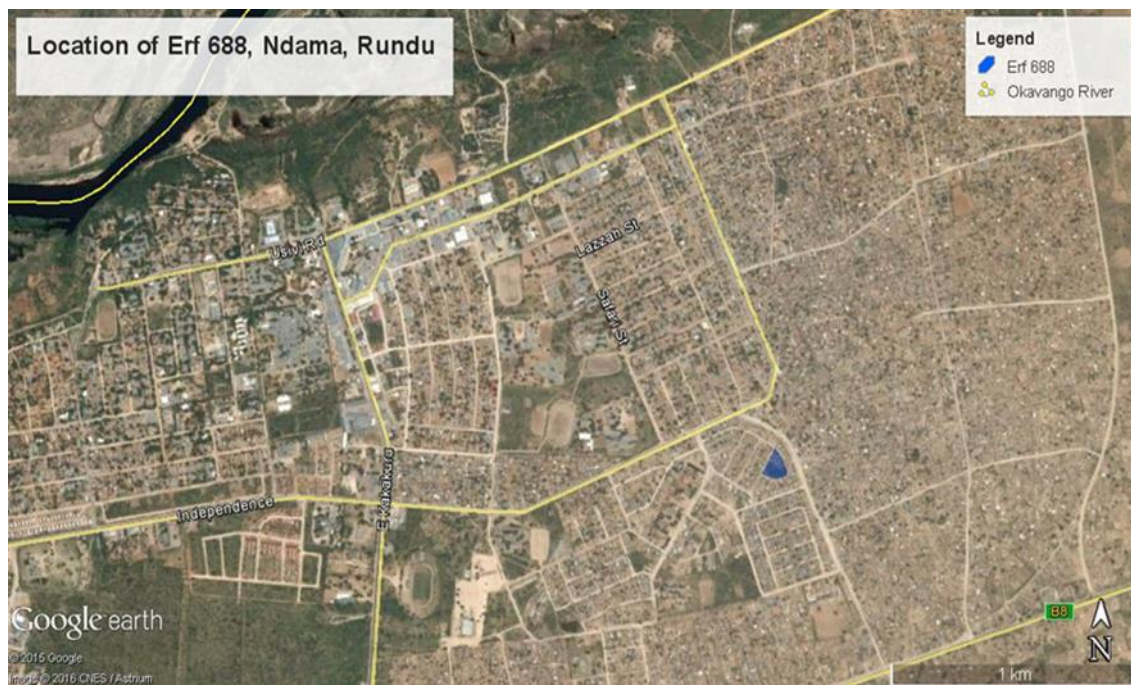 Location of Erf 688, Ndama, Rundu
Legend
Erf 688
Okavango River
Usivi Rd
Lazzan St
Safari St
E Kakakuru
Independence
B8
N
1 km
Google earth
© 2015 Google
Image © 2016 CNES / Astrium